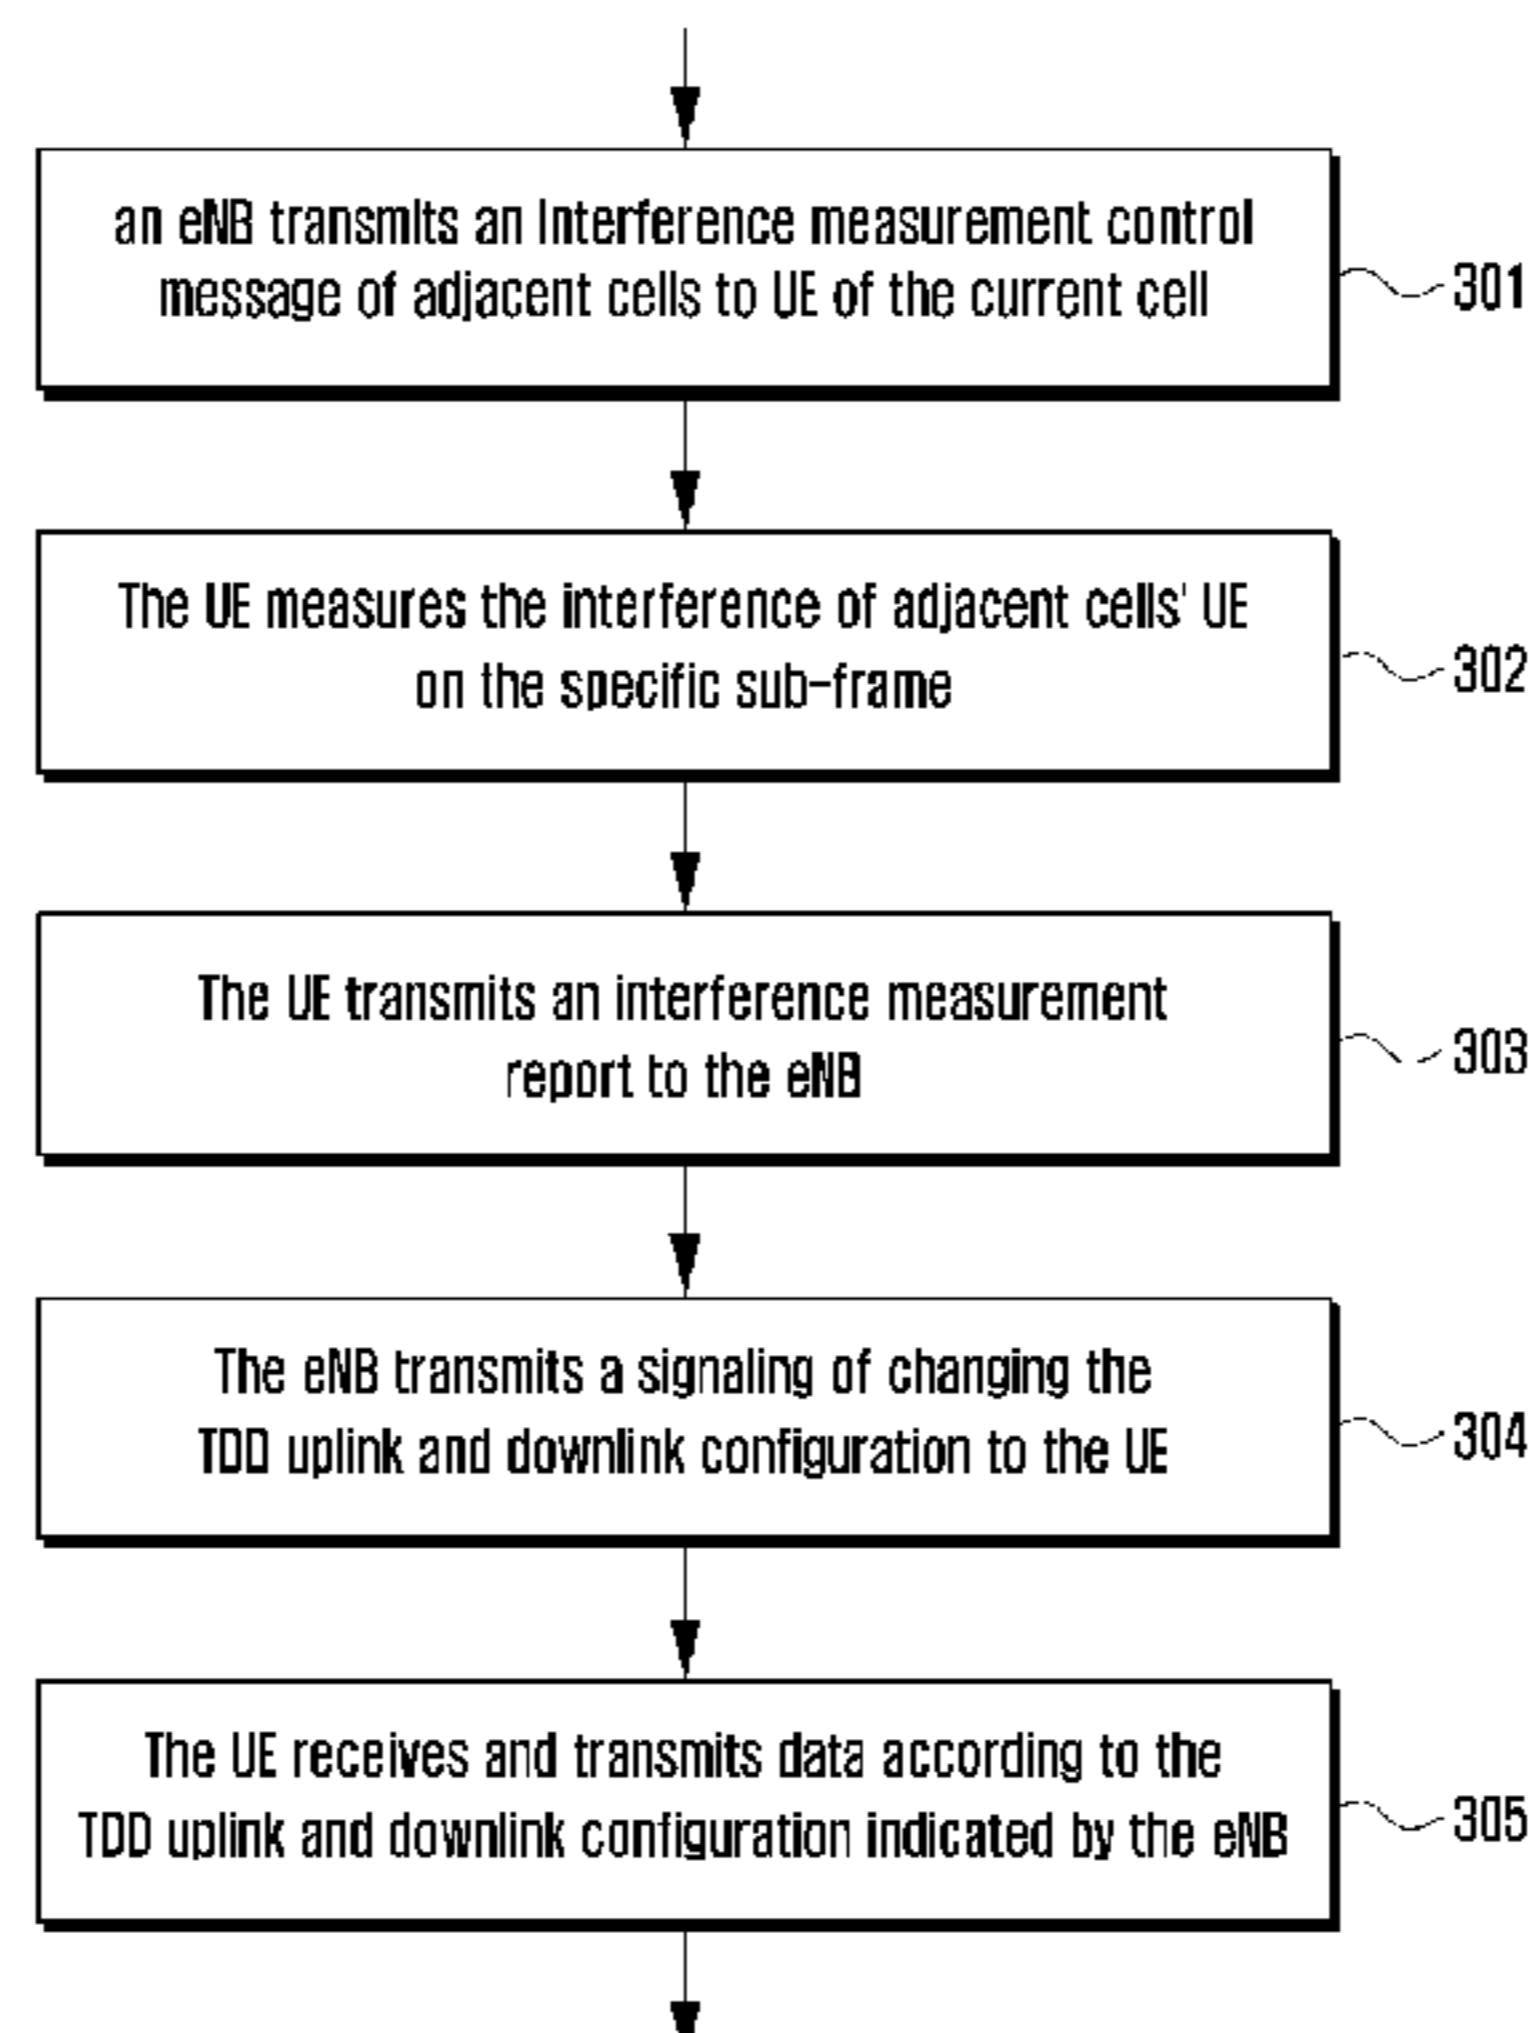 an eNB transmits an Interference measurement control
message of adjacent cells to UE of the current cell
301
The UE measures the interference of adjacent cells' UE
on the specific sub-frame
302
The UE transmits an interference measurement
report to the eNB
303
The eNB transmits a signaling of changing the
TDD uplink and downlink configuration to the UE
304
The UE receives and transmits data according to the
TDD uplink and downlink configuration indicated by the eNB
305